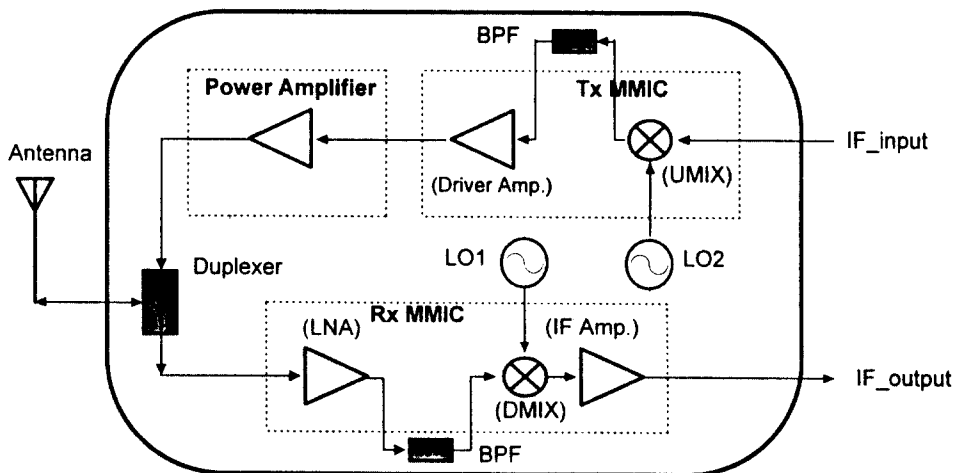 BPF
Power Amplifier
Tx MMIC
Antenna
IF_input
(Driver Amp.)
(UMIX)
LO1
LO2
Duplexer
Rx MMIC
(LNA)
(IF Amp.)
(DMIX)
IF_output
BPF